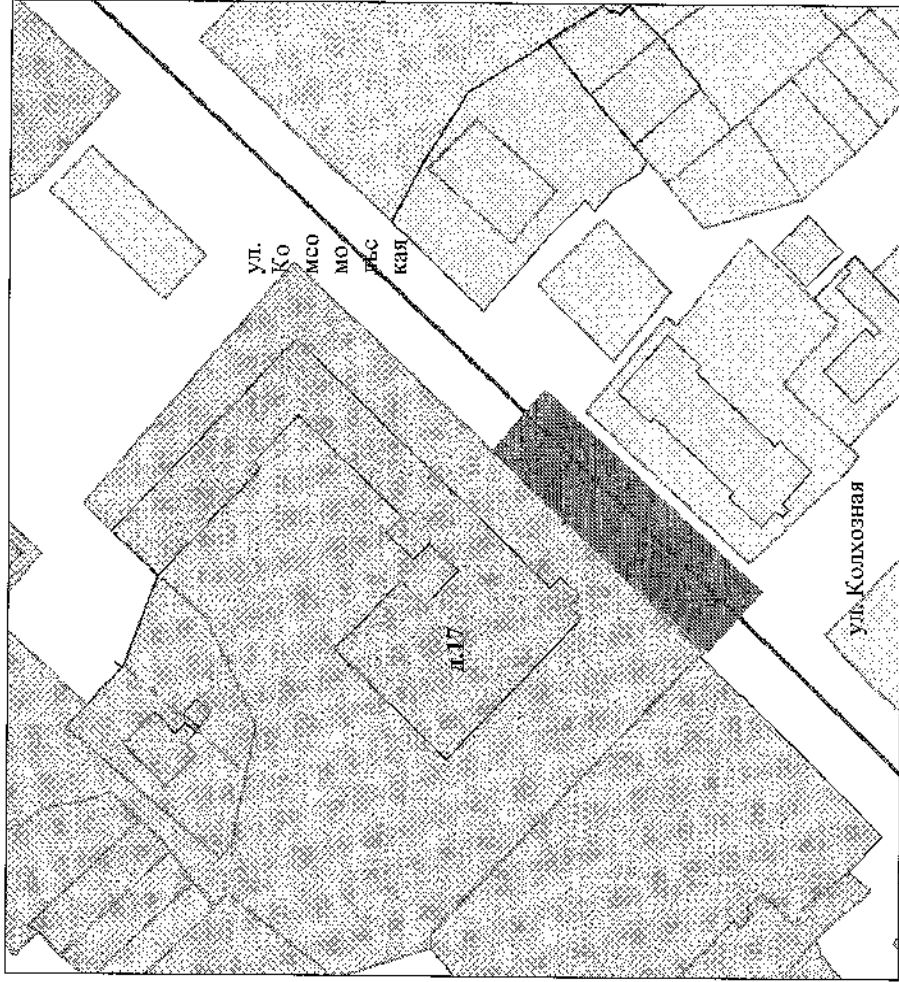 ул.
Ко
мсо
мо
льс
кая
д.17
ул. Колхозная